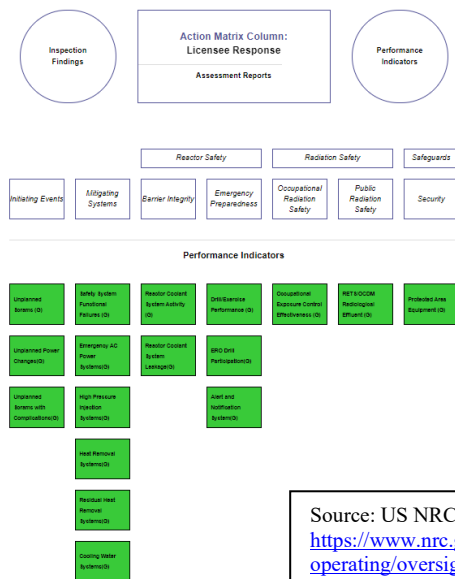 Inspection
Findings
Action Matrix Column:
Licensee Response
Assessment Reports
Performance
Indicators
Reactor Safety
Radiation Safety
Safeguards
Initiating Events
Mitigating
Systems
Barrier Integrity
Emergency
Preparedness
Occupational
Radiation
Safety
Public
Radiation
Safety
Security
Performance Indicators
Unplanned
Scrams (G)
Safety System
Functional
Failures (G)
Reactor Coolant
System Activity
(G)
Drill/Exercise
Performance (G)
Occupational
Exposure Control
Effectiveness (G)
RETS/ODCM
Radiological
Effluent (G)
Protected Area
Equipment (G)
Unplanned Power
Changes(G)
Emergency AC
Power
Systems(G)
Reactor Coolant
System
Leakage(G)
ERO Drill
Participation(G)
Unplanned
Scrams with
Complications(G)
High Pressure
Injection
Systems(G)
Alert and
Notification
System(G)
Heat Removal
Systems(G)
Residual Heat
Removal
Systems(G)
Cooling Water
Systems(G)
Source: US NRC
https://www.nrc.g
operating/oversig